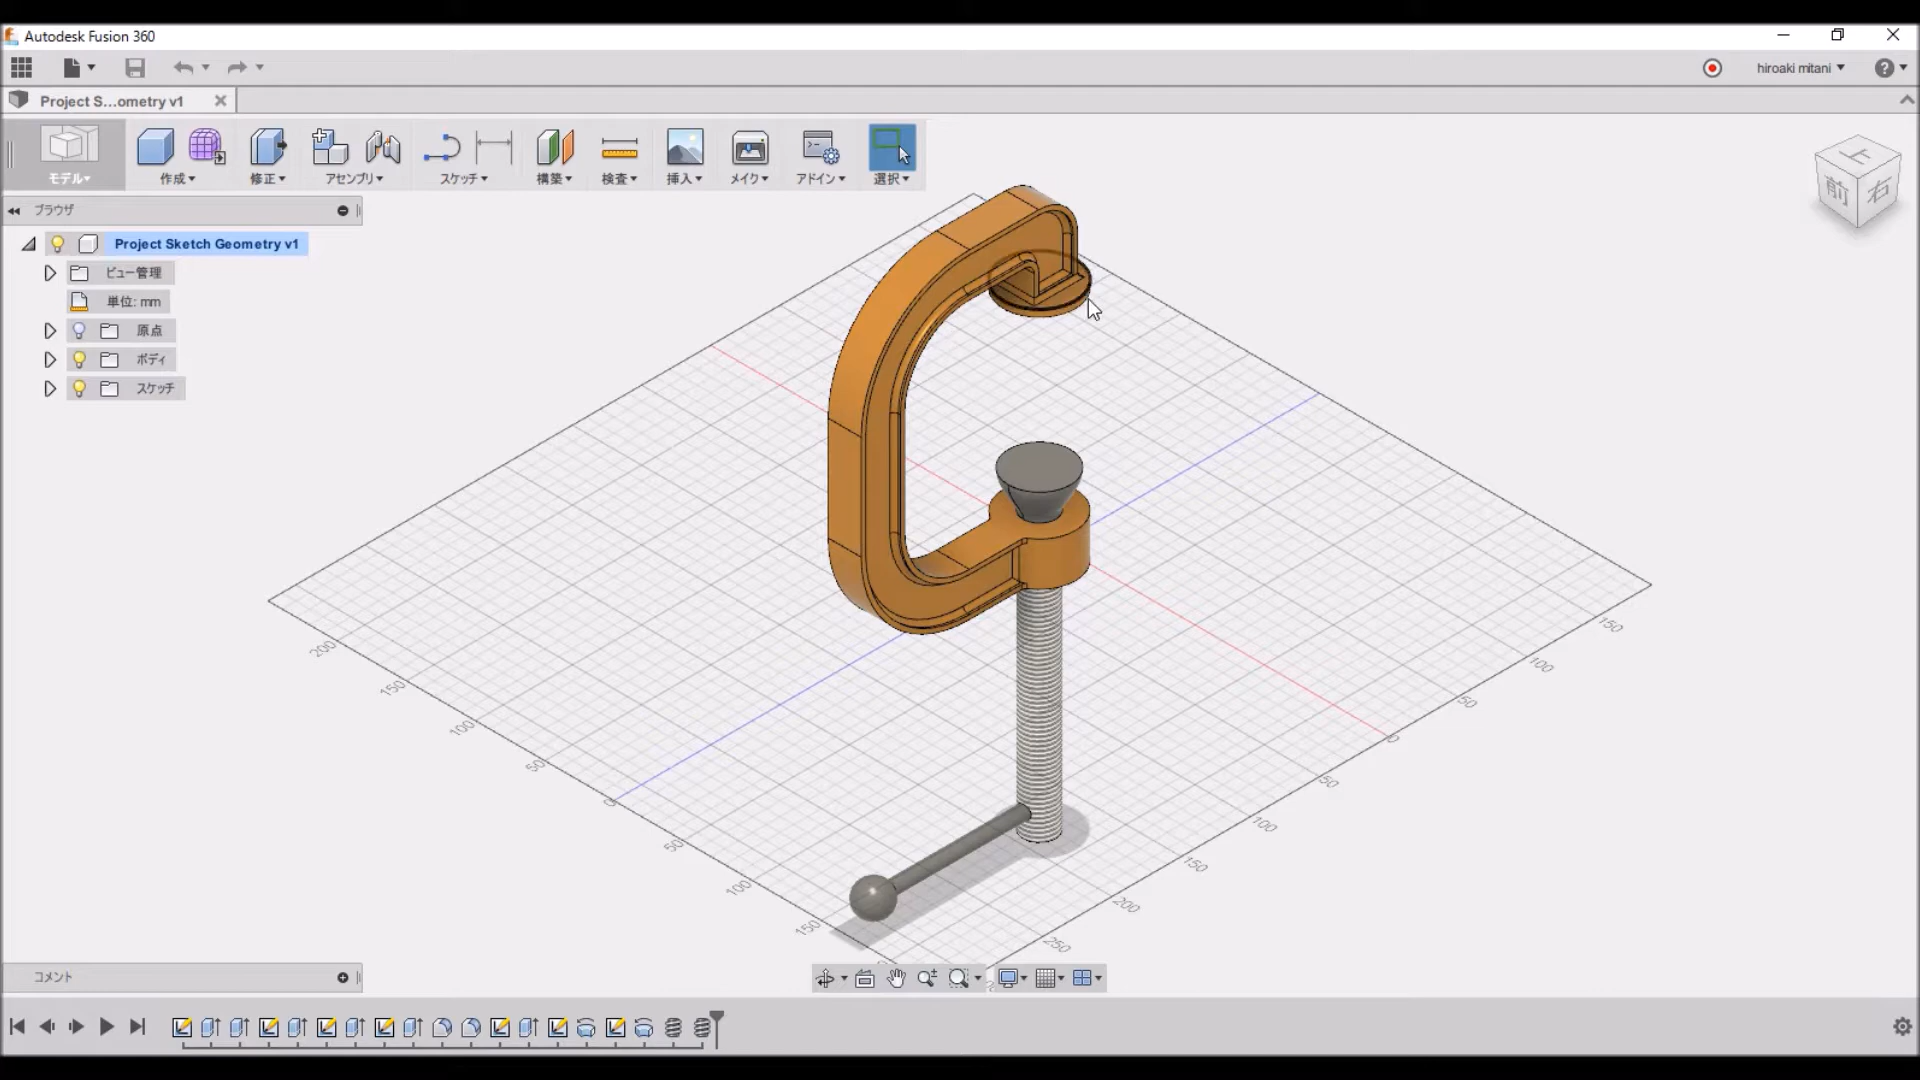 Autodesk Fusion 360
hiroaki mitani
Project S...ometry v1
モデル
作成
修正
アセンブリ
スケッチ
構築
検査
挿入
メイク
アドイン
選択
ブラウザ
Project Sketch Geometry v1
ビュー管理
単位: mm
原点
ボディ
スケッチ
上
前
右
200
150
100
50
0
50
100
150
150
100
50
0
50
100
150
200
250
コメント